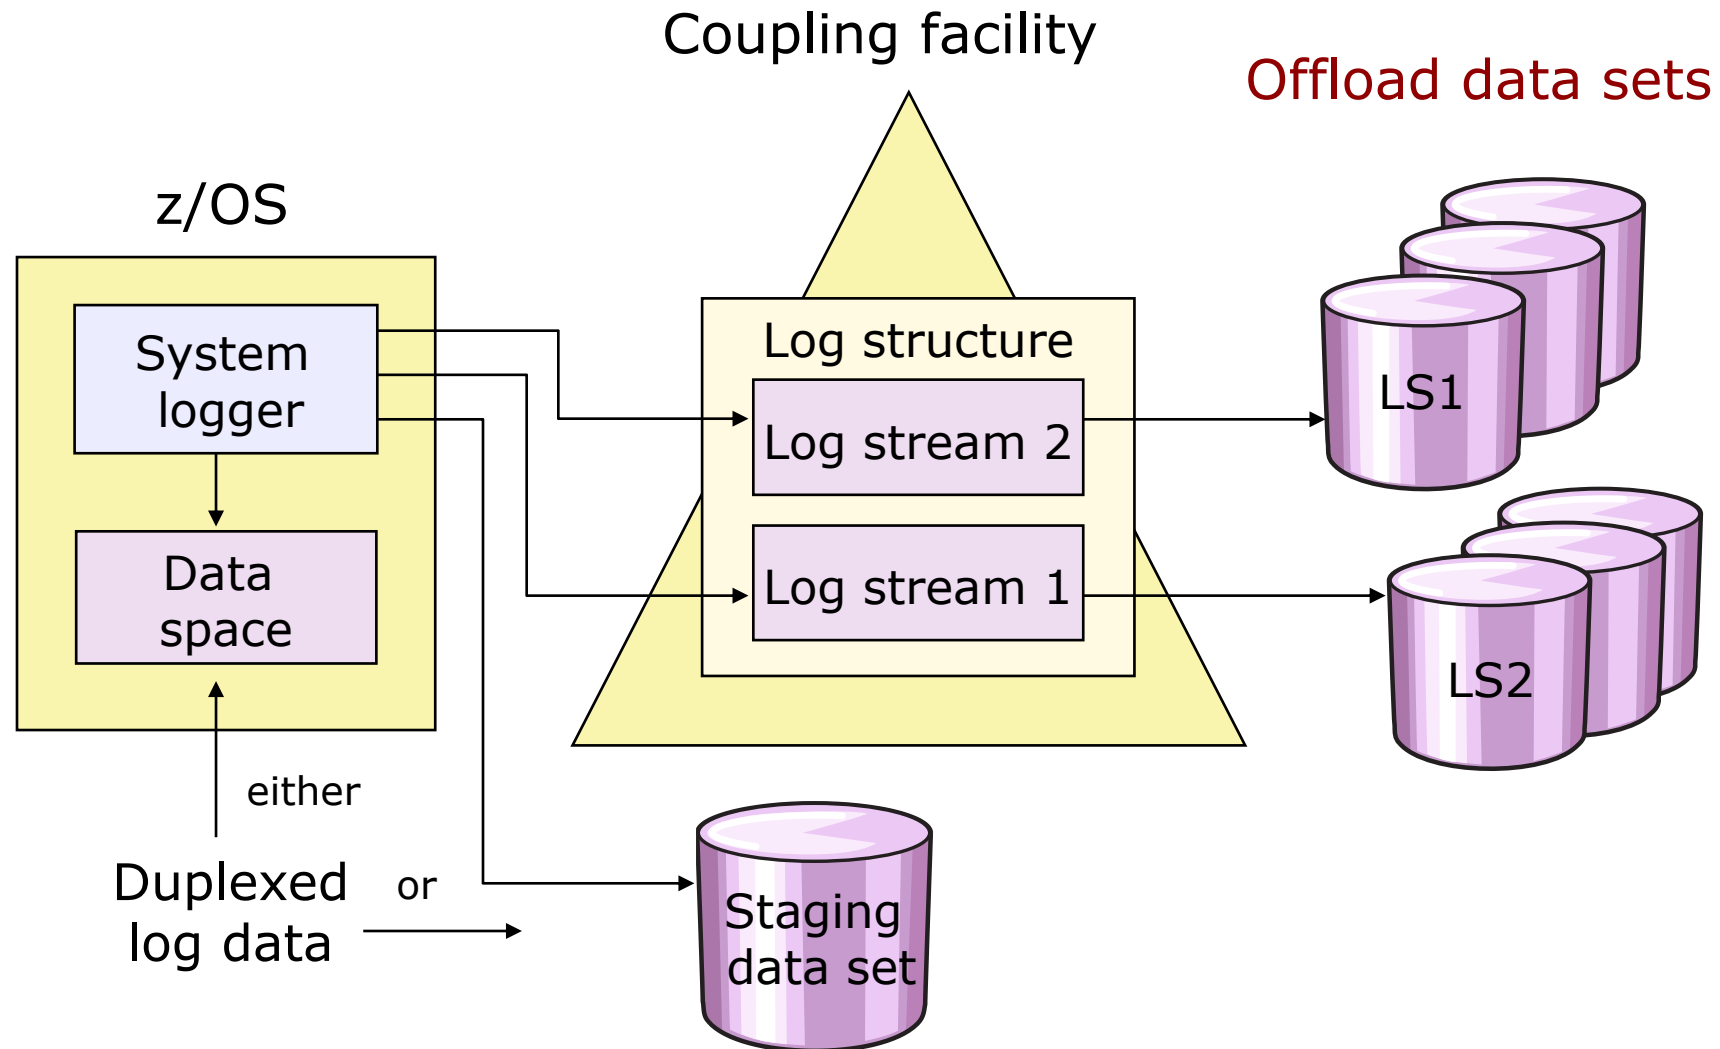 Coupling facility
Offload data sets
z/OS
System
logger
Data
space
Log structure
Log stream 2
Log stream 1
LS1
LS2
either
Duplexed
log data
or
Staging
data set